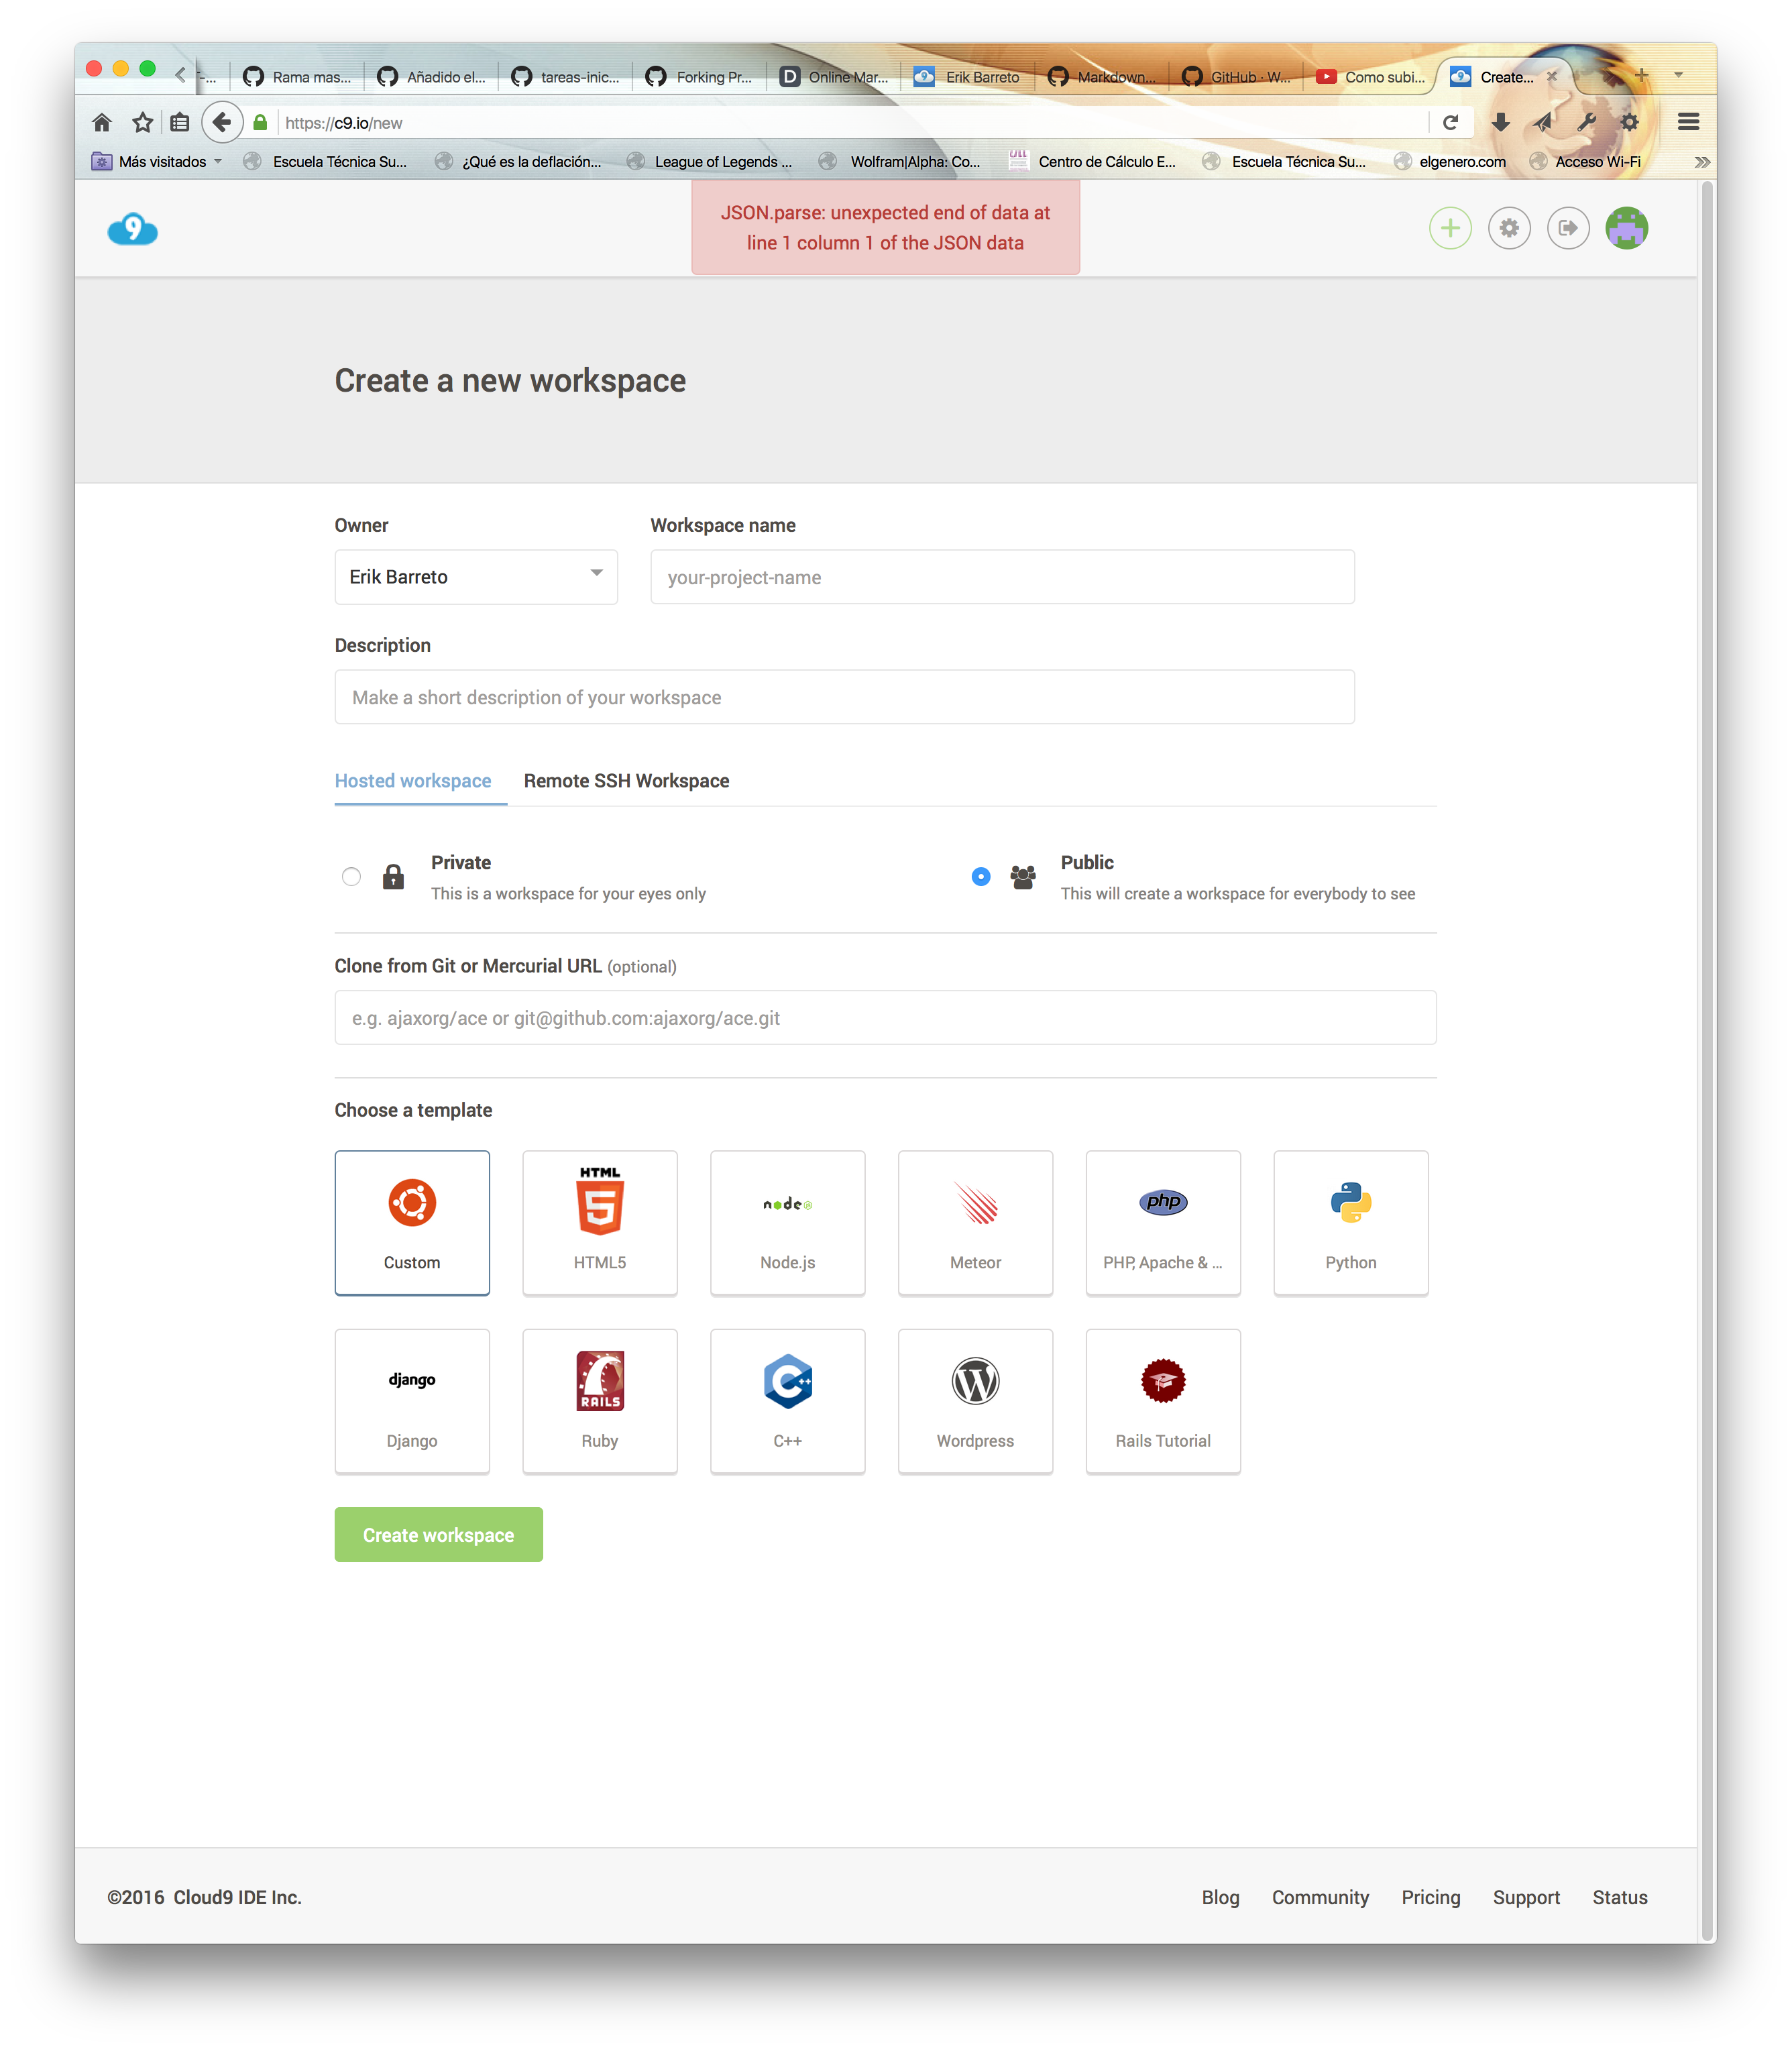 -...
Rama mas...
Añadido el...
tareas-inic...
Forking Pr...
D Online Mar...
Erik Barreto
Markdown...
GitHub · W...
Como subi...
Create...
https://c9.io/new
Más visitados
Escuela Técnica Su...
¿Qué es la deflación...
League of Legends ...
Wolfram|Alpha: Co...
ULL Centro de Cálculo E...
Escuela Técnica Su...
elgenero.com
Acceso Wi-Fi
9
JSON.parse: unexpected end of data at
line 1 column 1 of the JSON data
Create a new workspace
Owner
Workspace name
Erik Barreto
your-project-name
Description
Make a short description of your workspace
Hosted workspace
Remote SSH Workspace
Private
This is a workspace for your eyes only
Public
This will create a workspace for everybody to see
Clone from Git or Mercurial URL (optional)
e.g. ajaxorg/ace or git@github.com:ajaxorg/ace.git
Choose a template
Custom
HTML
5
HTML5
node
Node.js
Meteor
php
PHP, Apache & ...
Python
django
Django
RAILS
Ruby
C++
C++
W
Wordpress
Rails Tutorial
Create workspace
©2016 Cloud9 IDE Inc.
Blog
Community
Pricing
Support
Status